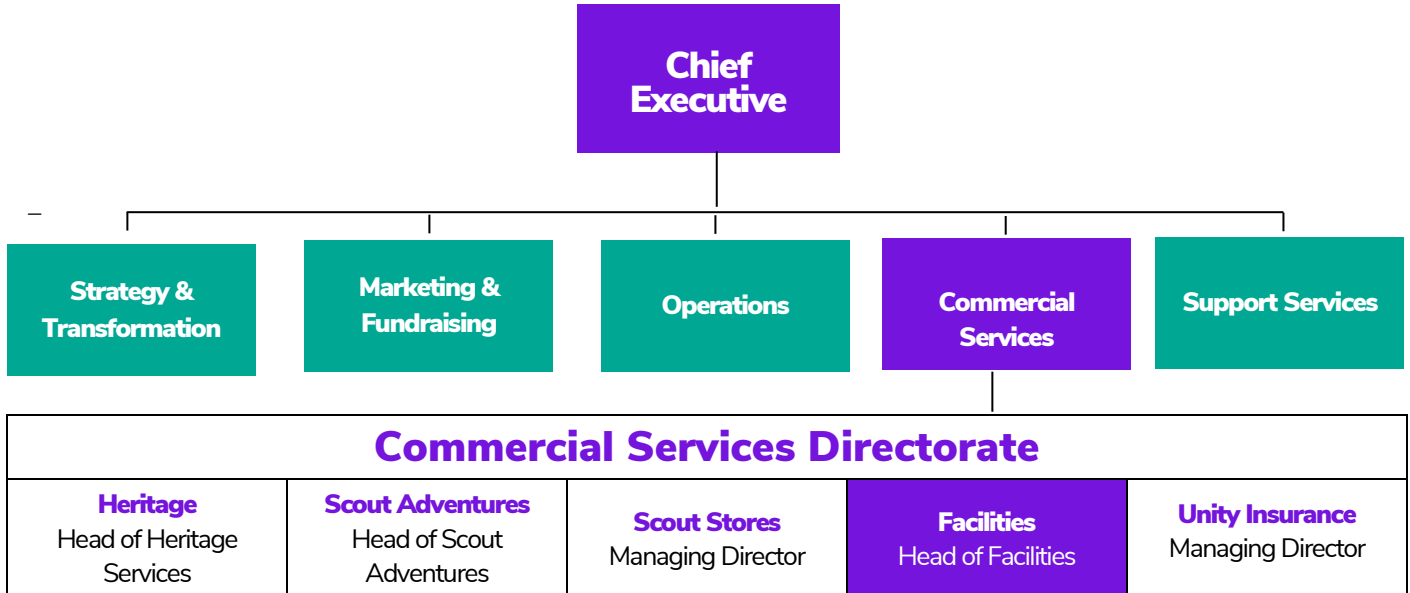 Chief
Executive
–
Strategy &
Transformation
Marketing &
Fundraising
Operations
Commercial
Services
Support Services
Commercial Services Directorate
Heritage
Head of Heritage
Services
Scout Adventures
Head of Scout
Adventures
Scout Stores
Managing Director
Facilities
Head of Facilities
Unity Insurance
Managing Director